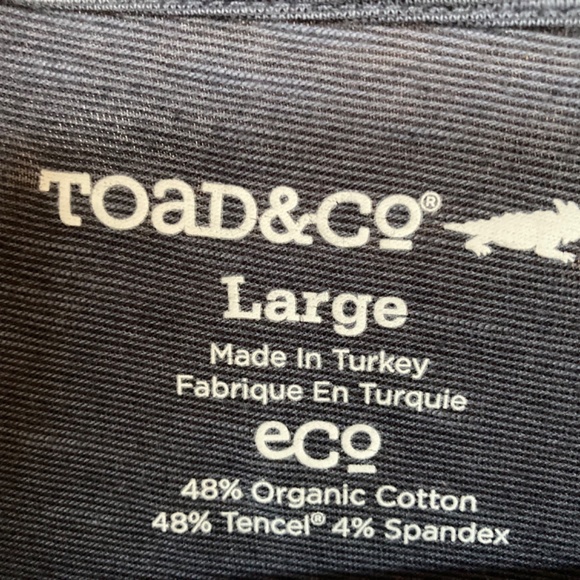 TOAD&CO®
Large
Made In Turkey
Fabrique En Turquie
eco
48% Organic Cotton
48% Tencel® 4% Spandex